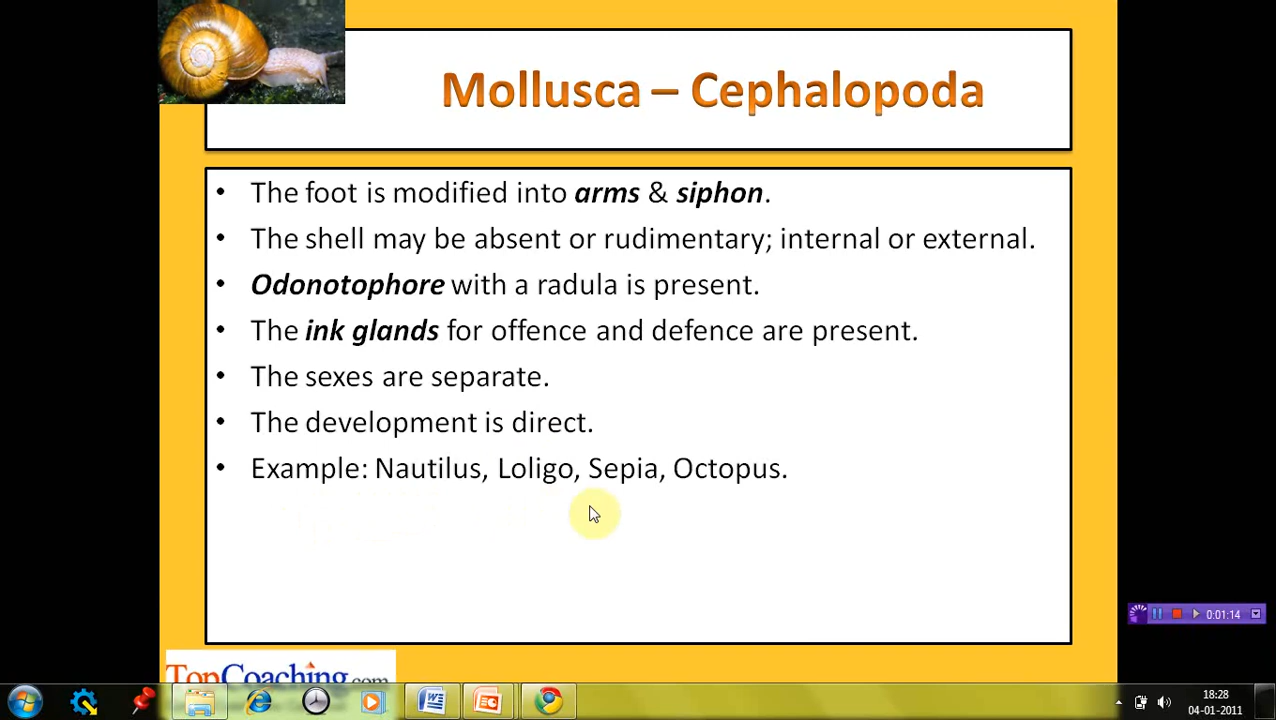 Mollusca – Cephalopoda
• The foot is modified into arms & siphon.
• The shell may be absent or rudimentary; internal or external.
• Odonotophore with a radula is present.
• The ink glands for offence and defence are present.
• The sexes are separate.
• The development is direct.
• Example: Nautilus, Loligo, Sepia, Octopus.
0:01:14
TopCoaching.com
18:28
04-01-2011